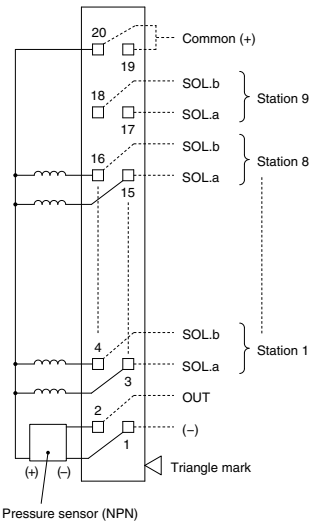 20
Common (+)
19
18
SOL.b
SOL.a
Station 9
17
16
SOL.b
SOL.a
Station 8
15
4
SOL.b
SOL.a
Station 1
3
2
OUT
(–)
1
(+) (–)
Triangle mark
Pressure sensor (NPN)